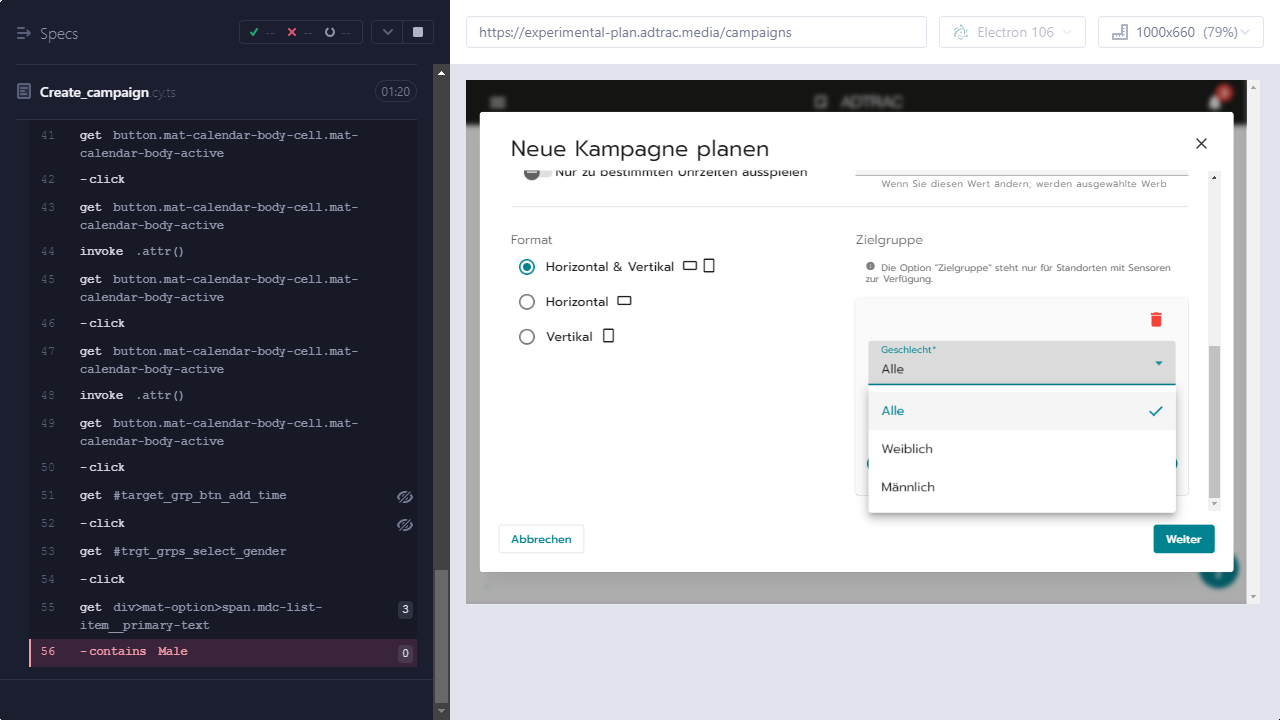 Specs
-- -- --
https://experimental-plan.adtrac.media/campaigns
Electron 106
1000x660 (79%)
Create_campaign.cy.ts
01:20
41 get button.mat-calendar-body-cell.mat-
calendar-body-active
42 -click
43 get button.mat-calendar-body-cell.mat-
calendar-body-active
44 invoke .attr()
45 get button.mat-calendar-body-cell.mat-
calendar-body-active
46 -click
47 get button.mat-calendar-body-cell.mat-
calendar-body-active
48 invoke .attr()
49 get button.mat-calendar-body-cell.mat-
calendar-body-active
50 -click
51 get #target_grp_btn_add_time
52 -click
53 get #trgt_grps_select_gender
54 -click
55 get div>mat-option>span.mdc-list-
item__primary-text 3
56 -contains Male 0
ADTRAC
Neue Kampagne planen
Nur zu bestimmten Uhrzeiten ausspielen
Wenn Sie diesen Wert ändern, werden ausgewählte Werb
Format
Horizontal & Vertikal
Horizontal
Vertikal
Zielgruppe
Die Option "Zielgruppe" steht nur für Standorten mit Sensoren
zur Verfügung.
Geschlecht*
Alle
Alle
Weiblich
Männlich
Abbrechen
Weiter